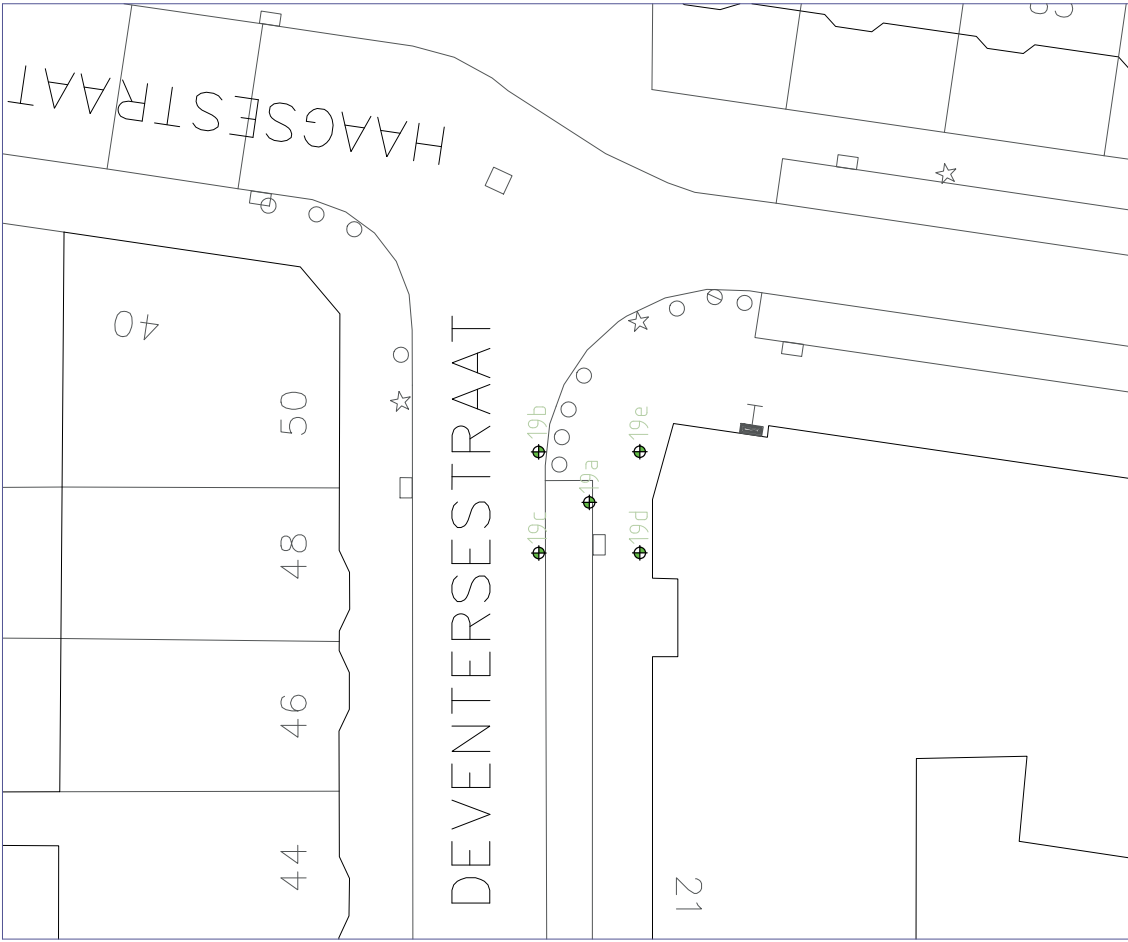 HAAGSESTRAAT
40
50
19b
19e
19a
DEVENTERSESTRAAT
19c
19d
48
46
44
21